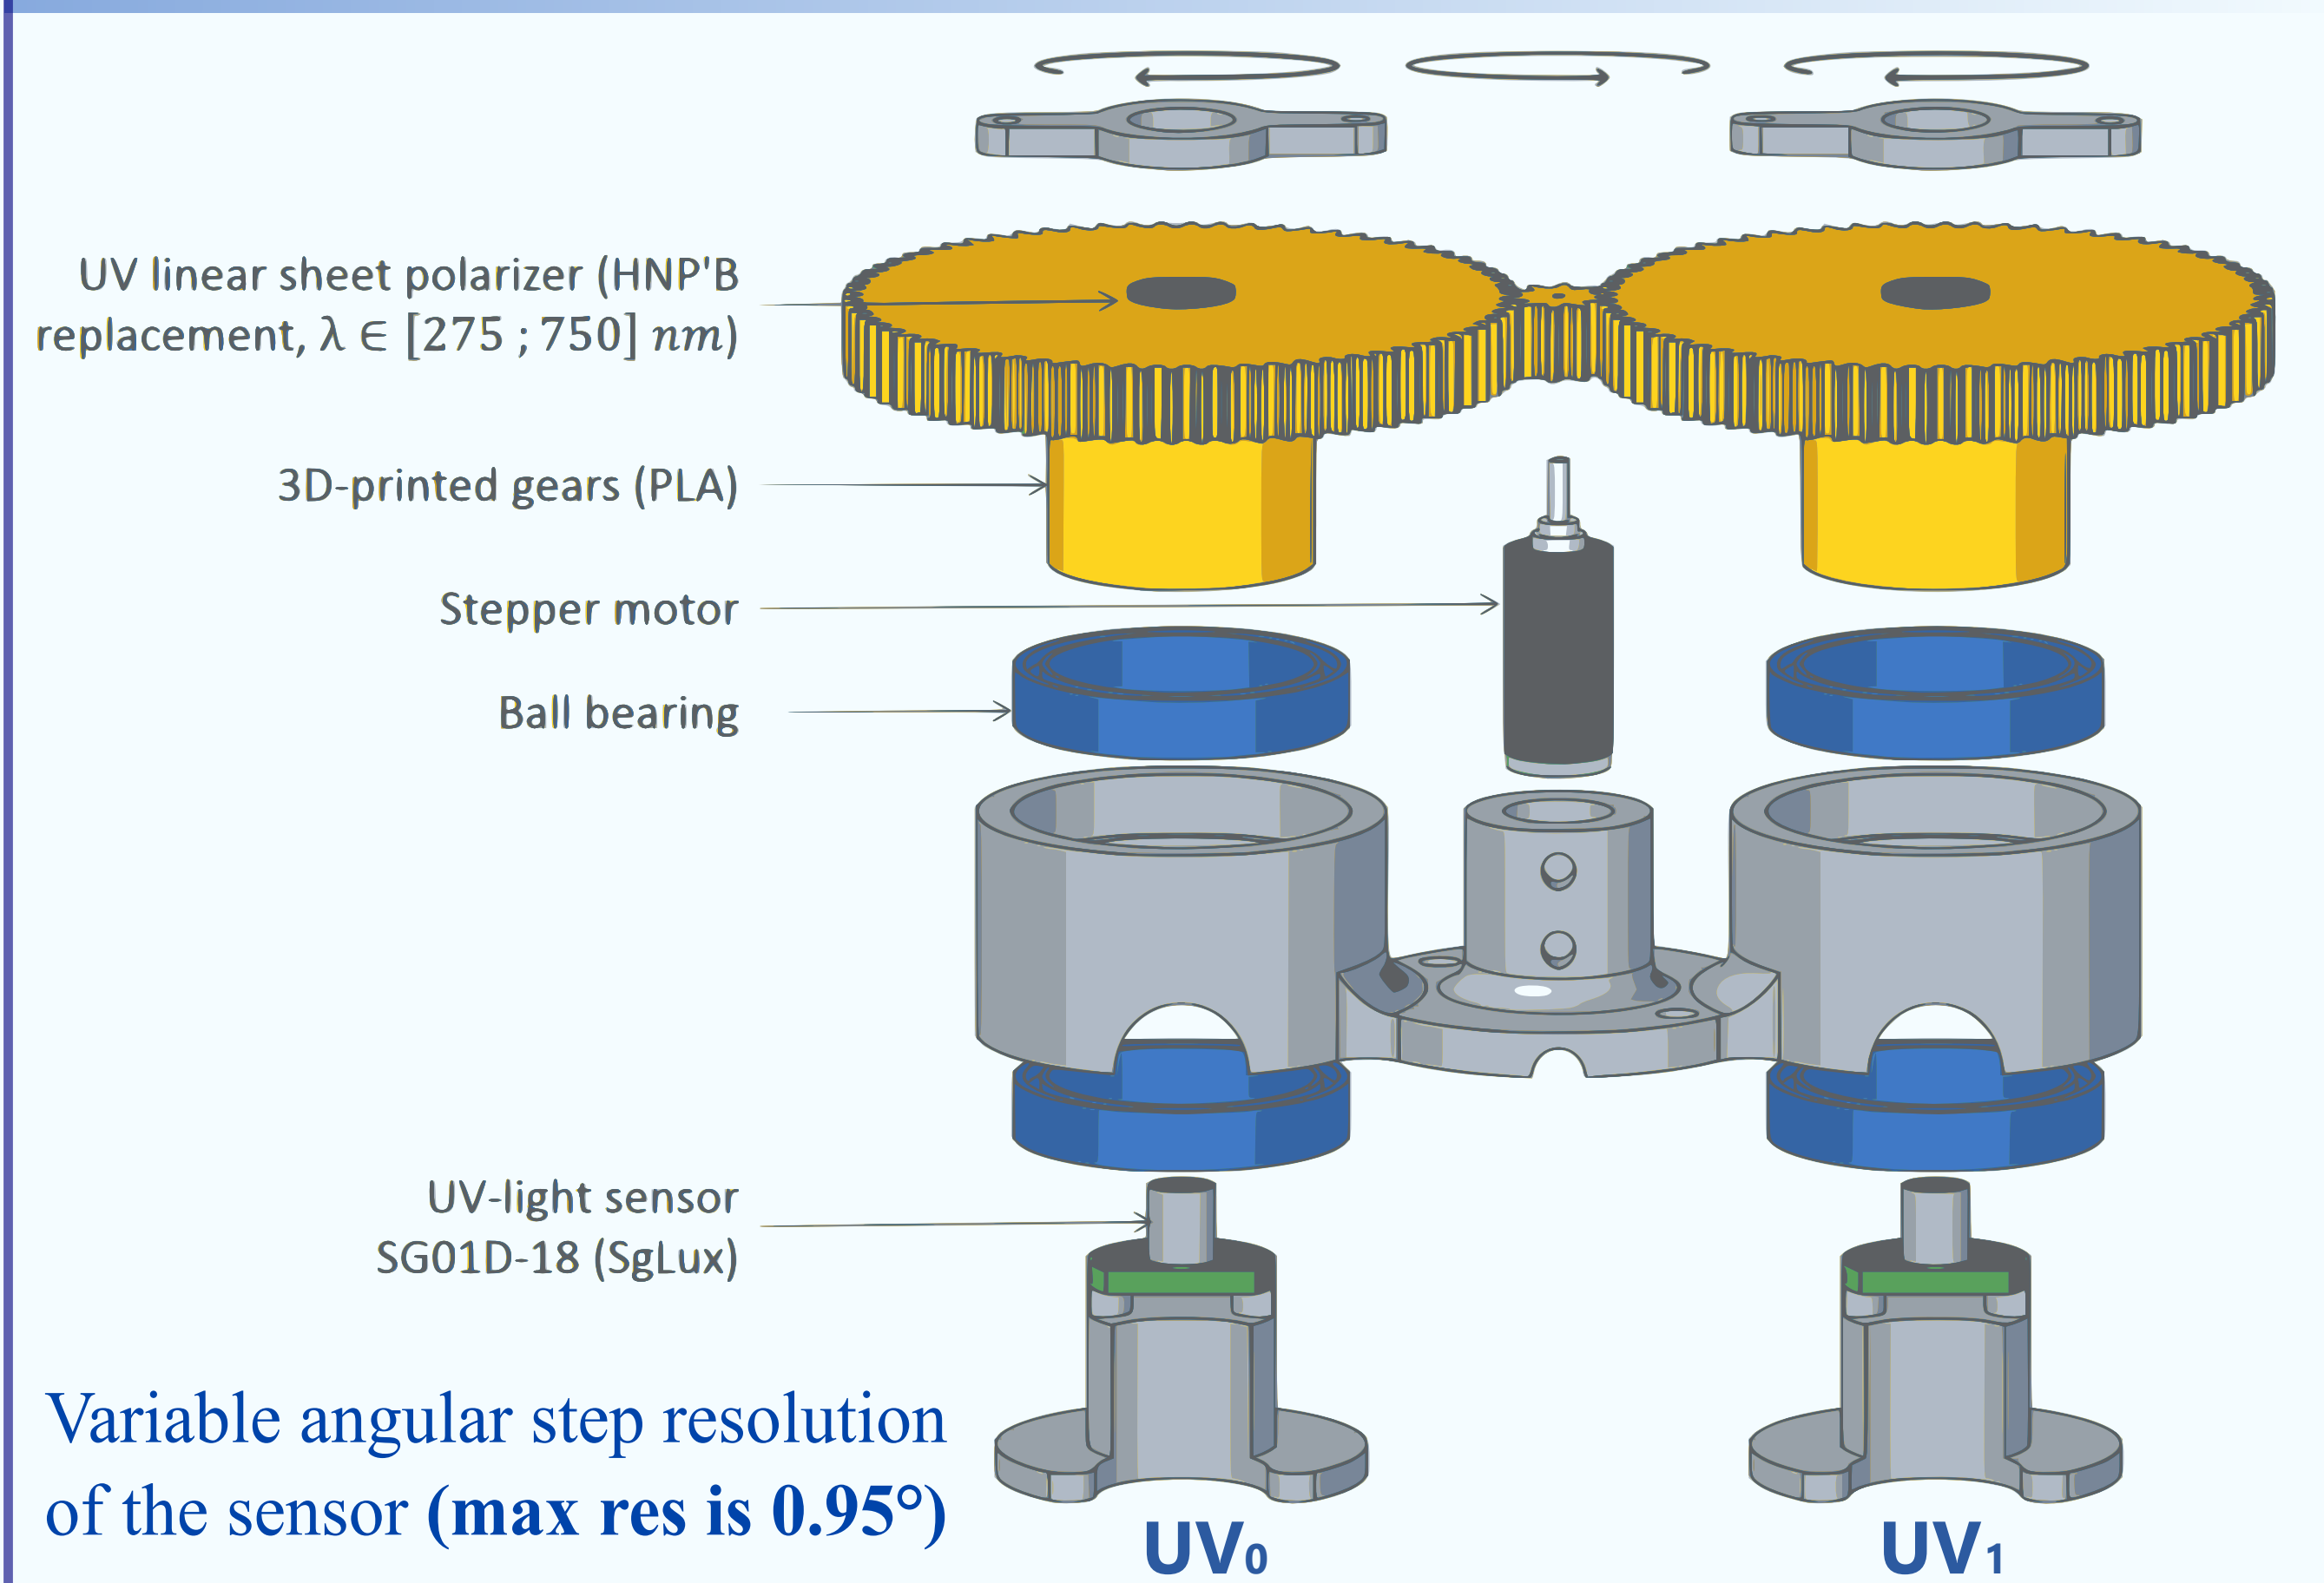 UV linear sheet polarizer (HNP'B
replacement, λ ∈ [275 ; 750] nm)
3D-printed gears (PLA)
Stepper motor
Ball bearing
UV-light sensor
SG01D-18 (SgLux)
Variable angular step resolution
of the sensor (max res is 0.95°)
UV₀
UV₁